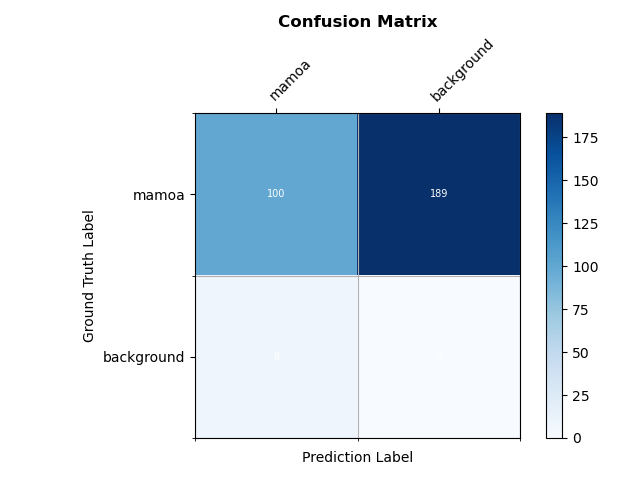 Confusion Matrix
mamoa
background
175
150
125
100
75
50
25
0
mamoa
100
189
background
Ground Truth Label
Prediction Label